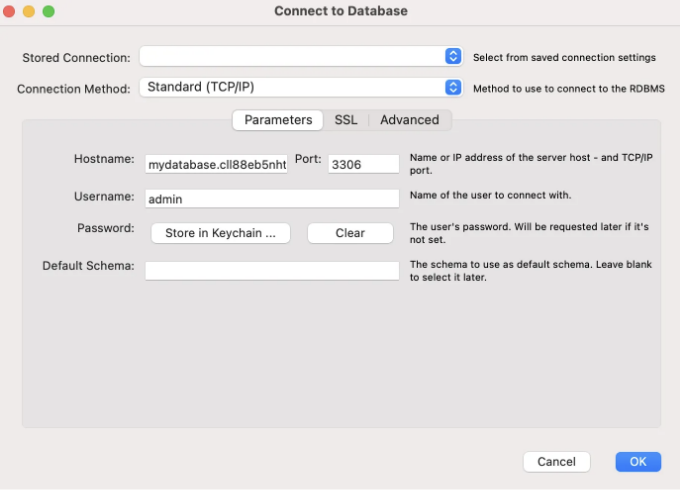 Connect to Database
Stored Connection:
Select from saved connection settings
Connection Method: Standard (TCP/IP)
Method to use to connect to the RDBMS
Parameters SSL Advanced
Hostname: mydatabase.cll88eb5nht Port: 3306
Name or IP address of the server host - and TCP/IP
port.
Username: admin
Name of the user to connect with.
Password: Store in Keychain ... Clear
The user's password. Will be requested later if it's
not set.
Default Schema:
The schema to use as default schema. Leave blank
to select it later.
Cancel OK